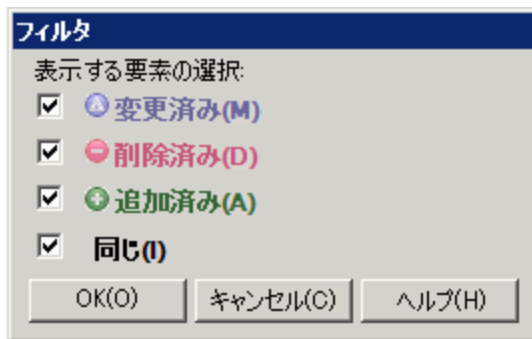 フィルタ
表示する要素の選択:
変更済み(M)
削除済み(D)
追加済み(A)
同じ(I)
OK(O) キャンセル(C) ヘルプ(H)